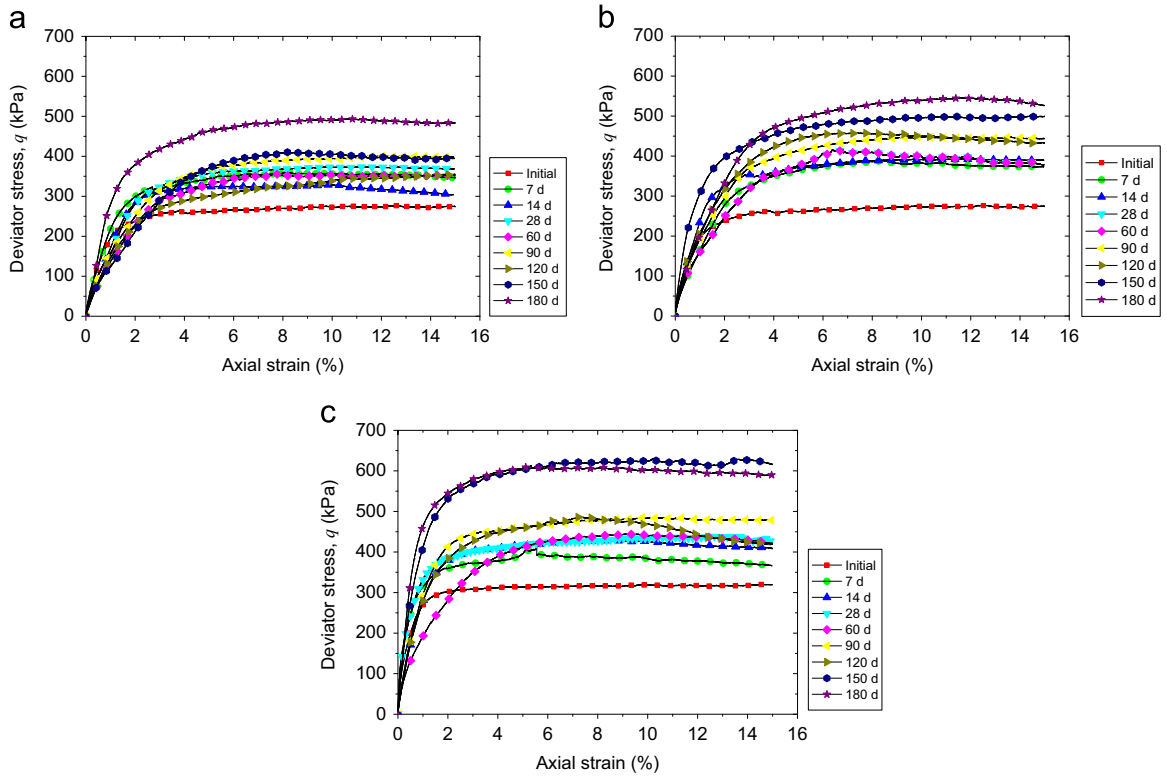 a
700
600
500
400
300
200
100
0
Deviator stress, q (kPa)
0 2 4 6 8 10 12 14 16
Axial strain (%)
Initial
7 d
14 d
28 d
60 d
90 d
120 d
150 d
180 d
b
700
600
500
400
300
200
100
0
Deviator stress, q (kPa)
0 2 4 6 8 10 12 14 16
Axial strain (%)
Initial
7 d
14 d
28 d
60 d
90 d
120 d
150 d
180 d
c
700
600
500
400
300
200
100
0
Deviator stress, q (kPa)
0 2 4 6 8 10 12 14 16
Axial strain (%)
Initial
7 d
14 d
28 d
60 d
90 d
120 d
150 d
180 d